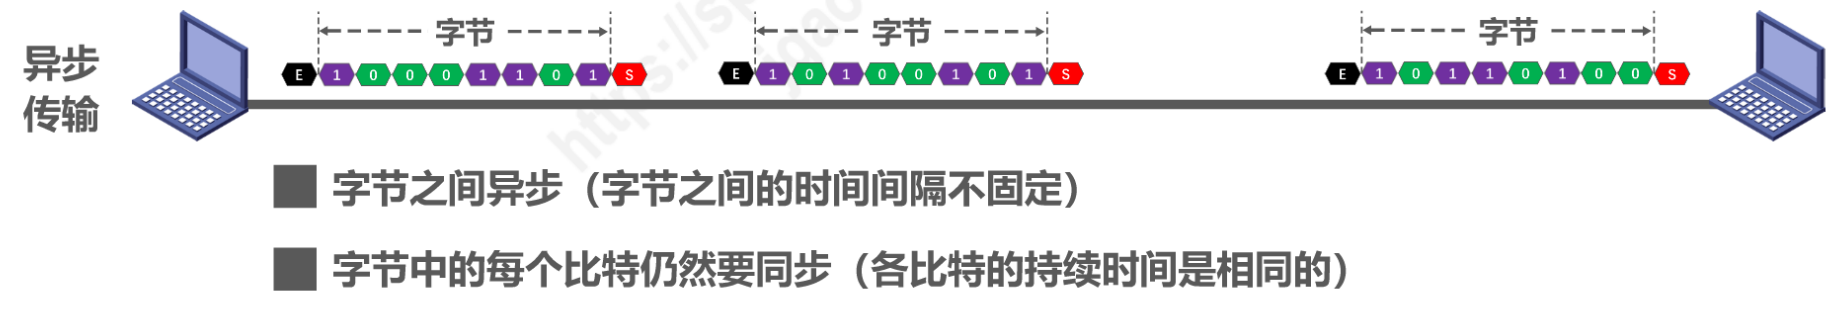 异步
传输
字节 字节 字节
E 1 0 0 0 1 1 0 1 S E 1 0 1 0 0 1 0 1 S E 1 0 1 1 0 1 0 0 S
字节之间异步（字节之间的时间间隔不固定）
字节中的每个比特仍然要同步（各比特的持续时间是相同的）